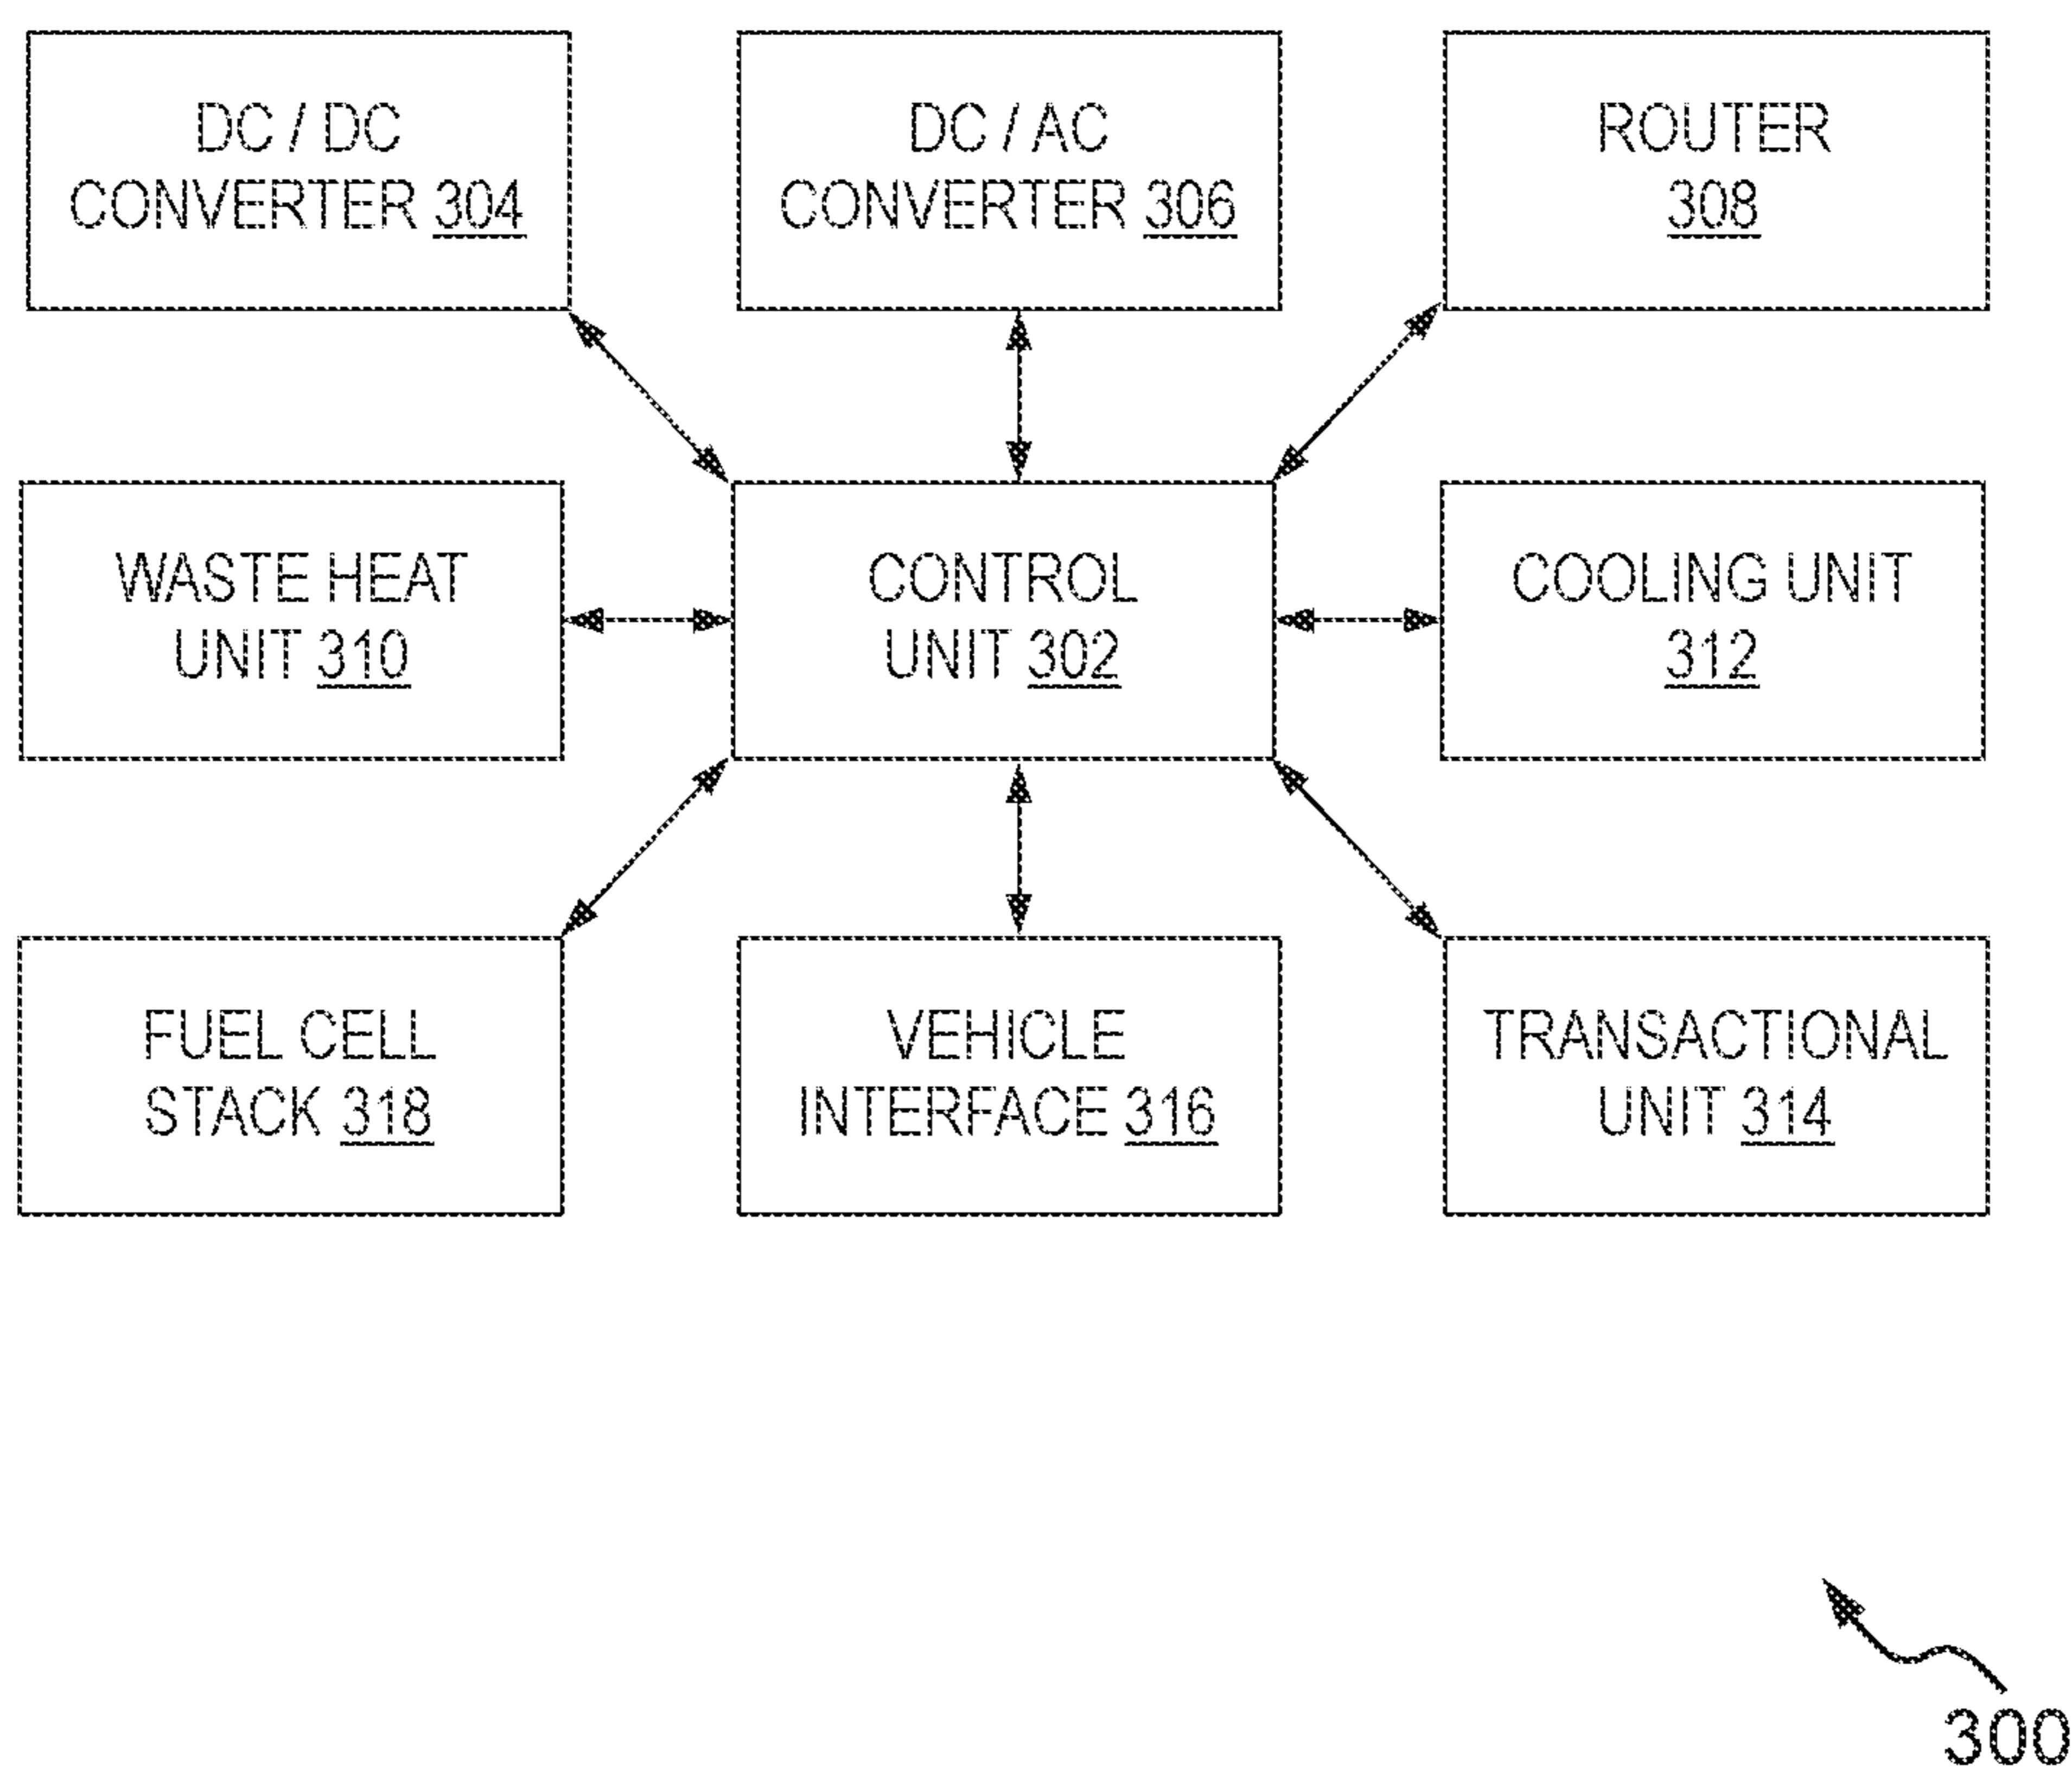 DC / DC
CONVERTER 304
DC / AC
CONVERTER 306
ROUTER
308
WASTE HEAT
UNIT 310
CONTROL
UNIT 302
COOLING UNIT
312
FUEL CELL
STACK 318
VEHICLE
INTERFACE 316
TRANSACTIONAL
UNIT 314
300